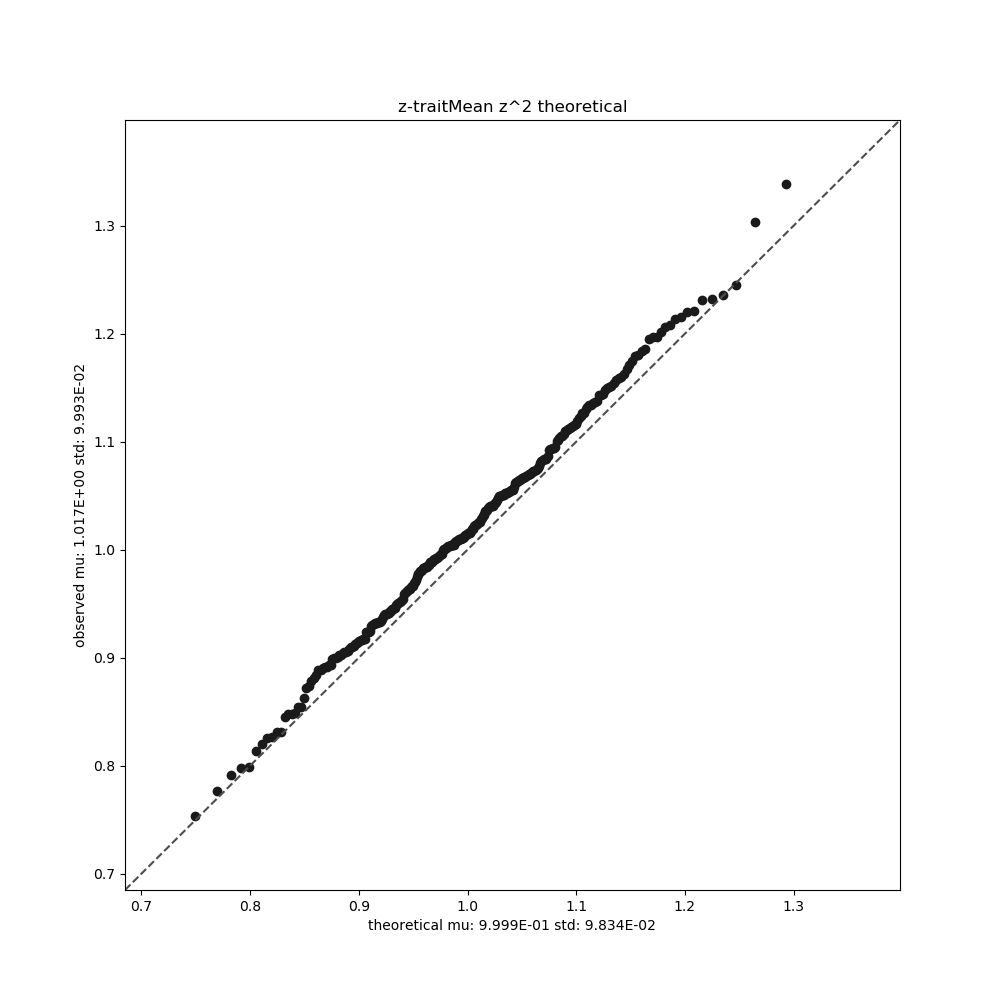 z-traitMean z^2 theoretical
observed mu: 1.017E+00 std: 9.993E-02
1.3
1.2
1.1
1.0
0.9
0.8
0.7
0.7 0.8 0.9 1.0 1.1 1.2 1.3
theoretical mu: 9.999E-01 std: 9.834E-02